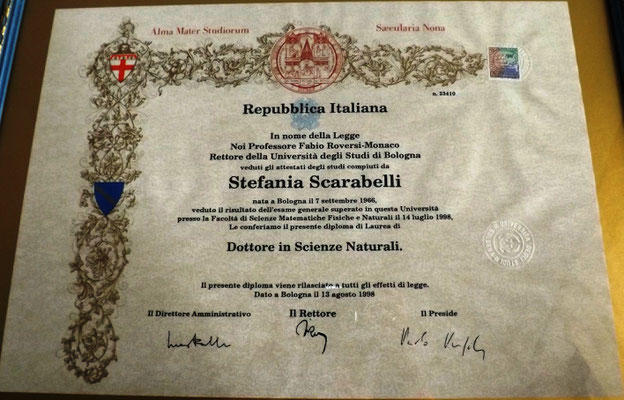 Alma Mater Studiorum
Sæcularia Nona
n. 23410
Repubblica Italiana
In nome della Legge
Noi Professore Fabio Roversi-Monaco
Rettore della Università degli Studi di Bologna
veduti gli attestati degli studi compiuti da
Stefania Scarabelli
nata a Bologna il 7 settembre 1966,
veduto il risultato dell'esame generale superato in questa Università
presso la Facoltà di Scienze Matematiche Fisiche e Naturali il 14 luglio 1998,
Le conferiamo il presente diploma di Laurea di
Dottore in Scienze Naturali.
Il presente diploma viene rilasciato a tutti gli effetti di legge.
Dato a Bologna il 13 agosto 1998
Il Direttore Amministrativo
Il Rettore
Il Preside